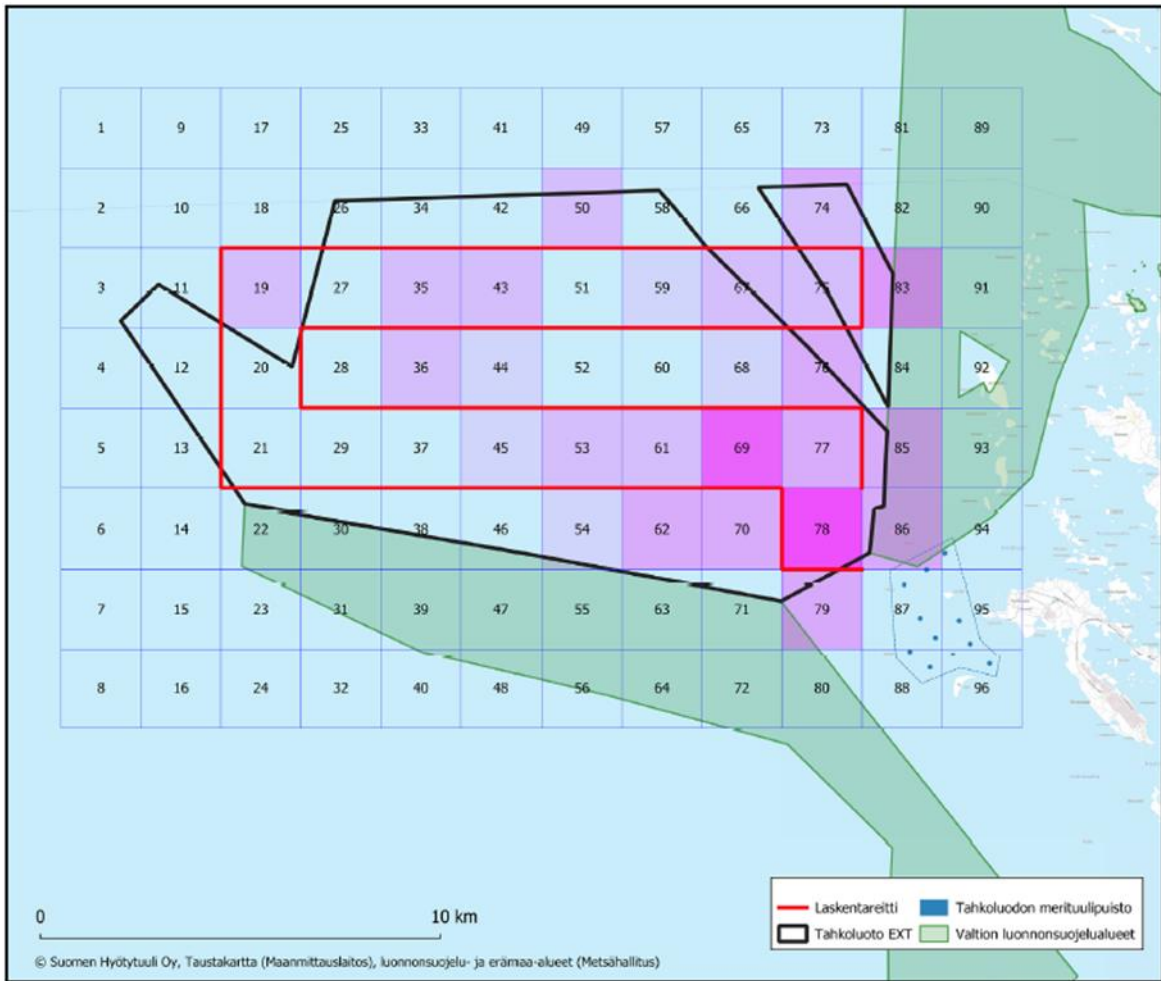 1 9 17 25 33 41 49 57 65 73 81 89
2 10 18 26 34 42 50 58 66 74 82 90
3 11 19 27 35 43 51 59 67 75 83 91
4 12 20 28 36 44 52 60 68 76 84 92
5 13 21 29 37 45 53 61 69 77 85 93
6 14 22 30 38 46 54 62 70 78 86 94
7 15 23 31 39 47 55 63 71 79 87 95
8 16 24 32 40 48 56 64 72 80 88 96
0 10 km
Laskentareitti Tahkoluodon merituulipuisto
Tahkoluoto EXT Valtion luonnonsuojelualueet
© Suomen Hyötytuuli Oy, Taustakartta (Maanmittauslaitos), luonnonsuojelu- ja erämaa-alueet (Metsähallitus)